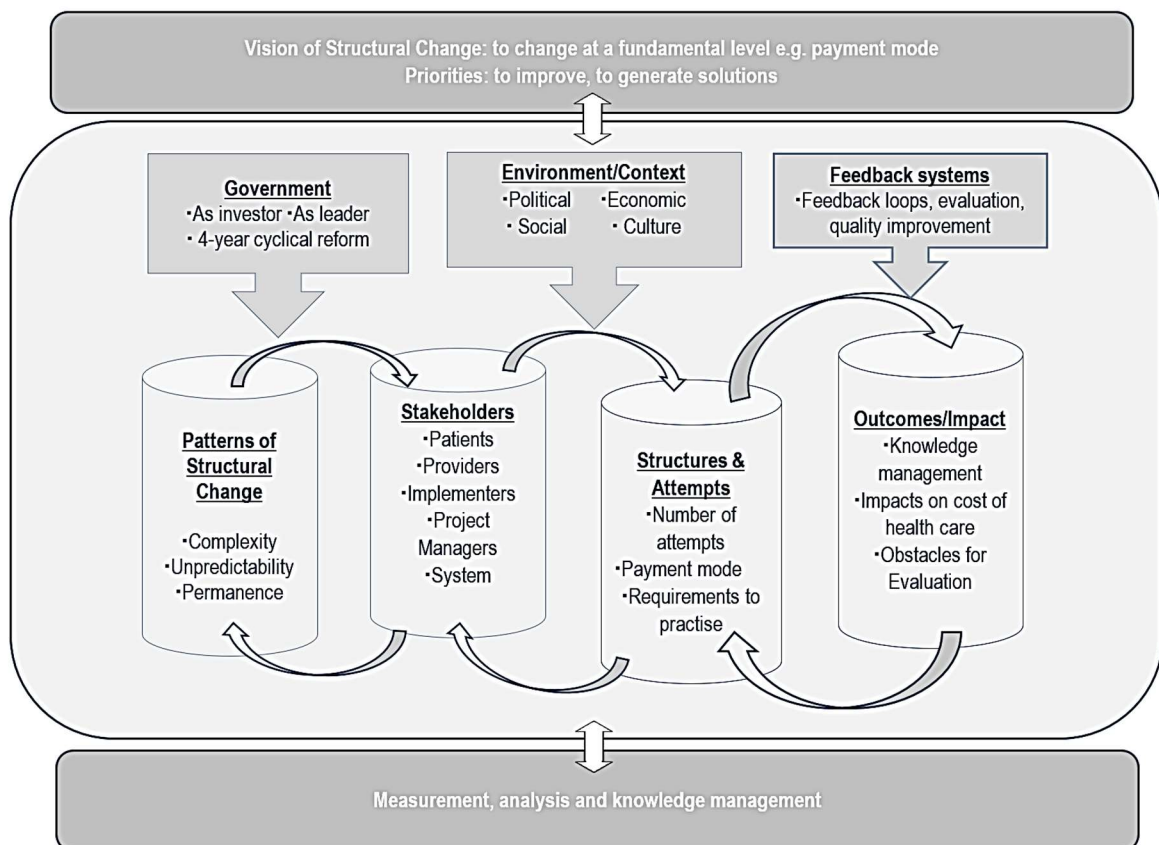 Vision of Structural Change: to change at a fundamental level e.g. payment mode
Priorities: to improve, to generate solutions
Government
·As investor ·As leader
· 4-year cyclical reform
Environment/Context
·Political ·Economic
·Social ·Culture
Feedback systems
·Feedback loops, evaluation,
quality improvement
Patterns of
Structural
Change
·Complexity
·Unpredictability
·Permanence
Stakeholders
·Patients
·Providers
·Implementers
·Project
Managers
·System
Structures &
Attempts
·Number of
attempts
·Payment mode
·Requirements to
practise
Outcomes/Impact
·Knowledge
management
·Impacts on cost of
health care
·Obstacles for
Evaluation
Measurement, analysis and knowledge management